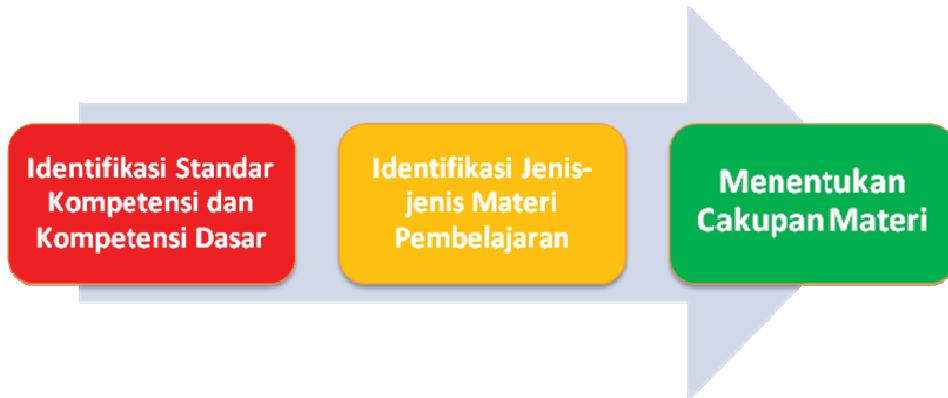 Identifikasi Standar
Kompetensi dan
Kompetensi Dasar
Identifikasi Jenis-
jenis Materi
Pembelajaran
Menentukan
Cakupan Materi